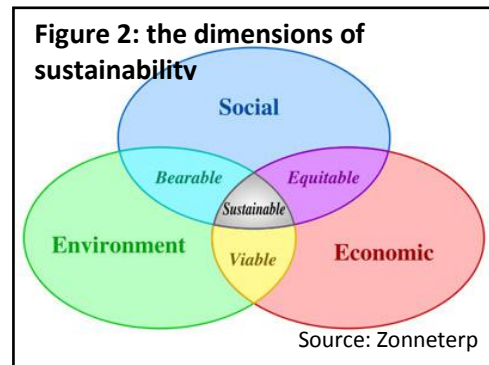 Figure 2: the dimensions of
sustainability
Social
Bearable
Equitable
Sustainable
Environment
Viable
Economic
Source: Zonneterp